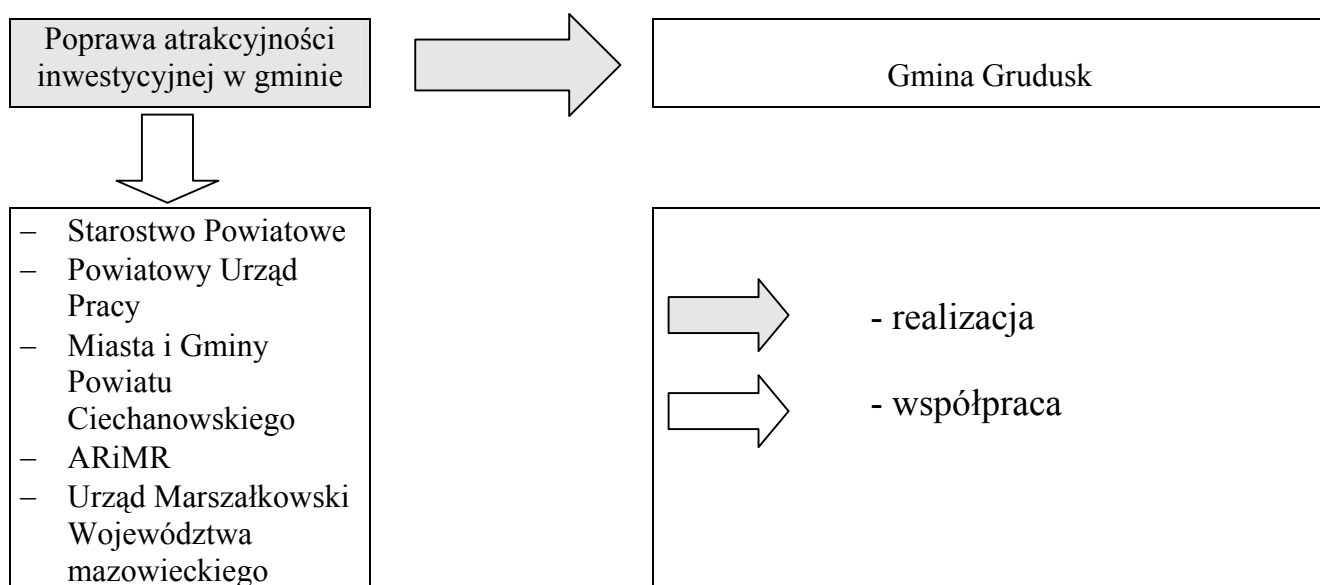 Poprawa atrakcyjności
inwestycyjnej w gminie
Gmina Grudusk
– Starostwo Powiatowe
– Powiatowy Urząd
Pracy
– Miasta i Gminy
Powiatu
Ciechanowskiego
– ARiMR
– Urząd Marszałkowski
Województwa
mazowieckiego
- realizacja
- współpraca